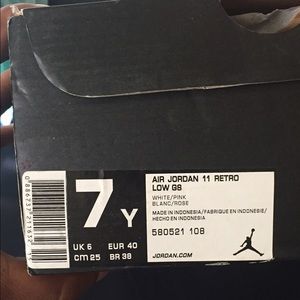 7 Y
UK 6 EUR 40
CM 25 BR 38
AIR JORDAN 11 RETRO
LOW GS
WHITE/PINK
BLANC/ROSE
MADE IN INDONESIA/FABRIQUE EN INDONESIE/
HECHO EN INDONESIA
580521 108
JORDAN.COM